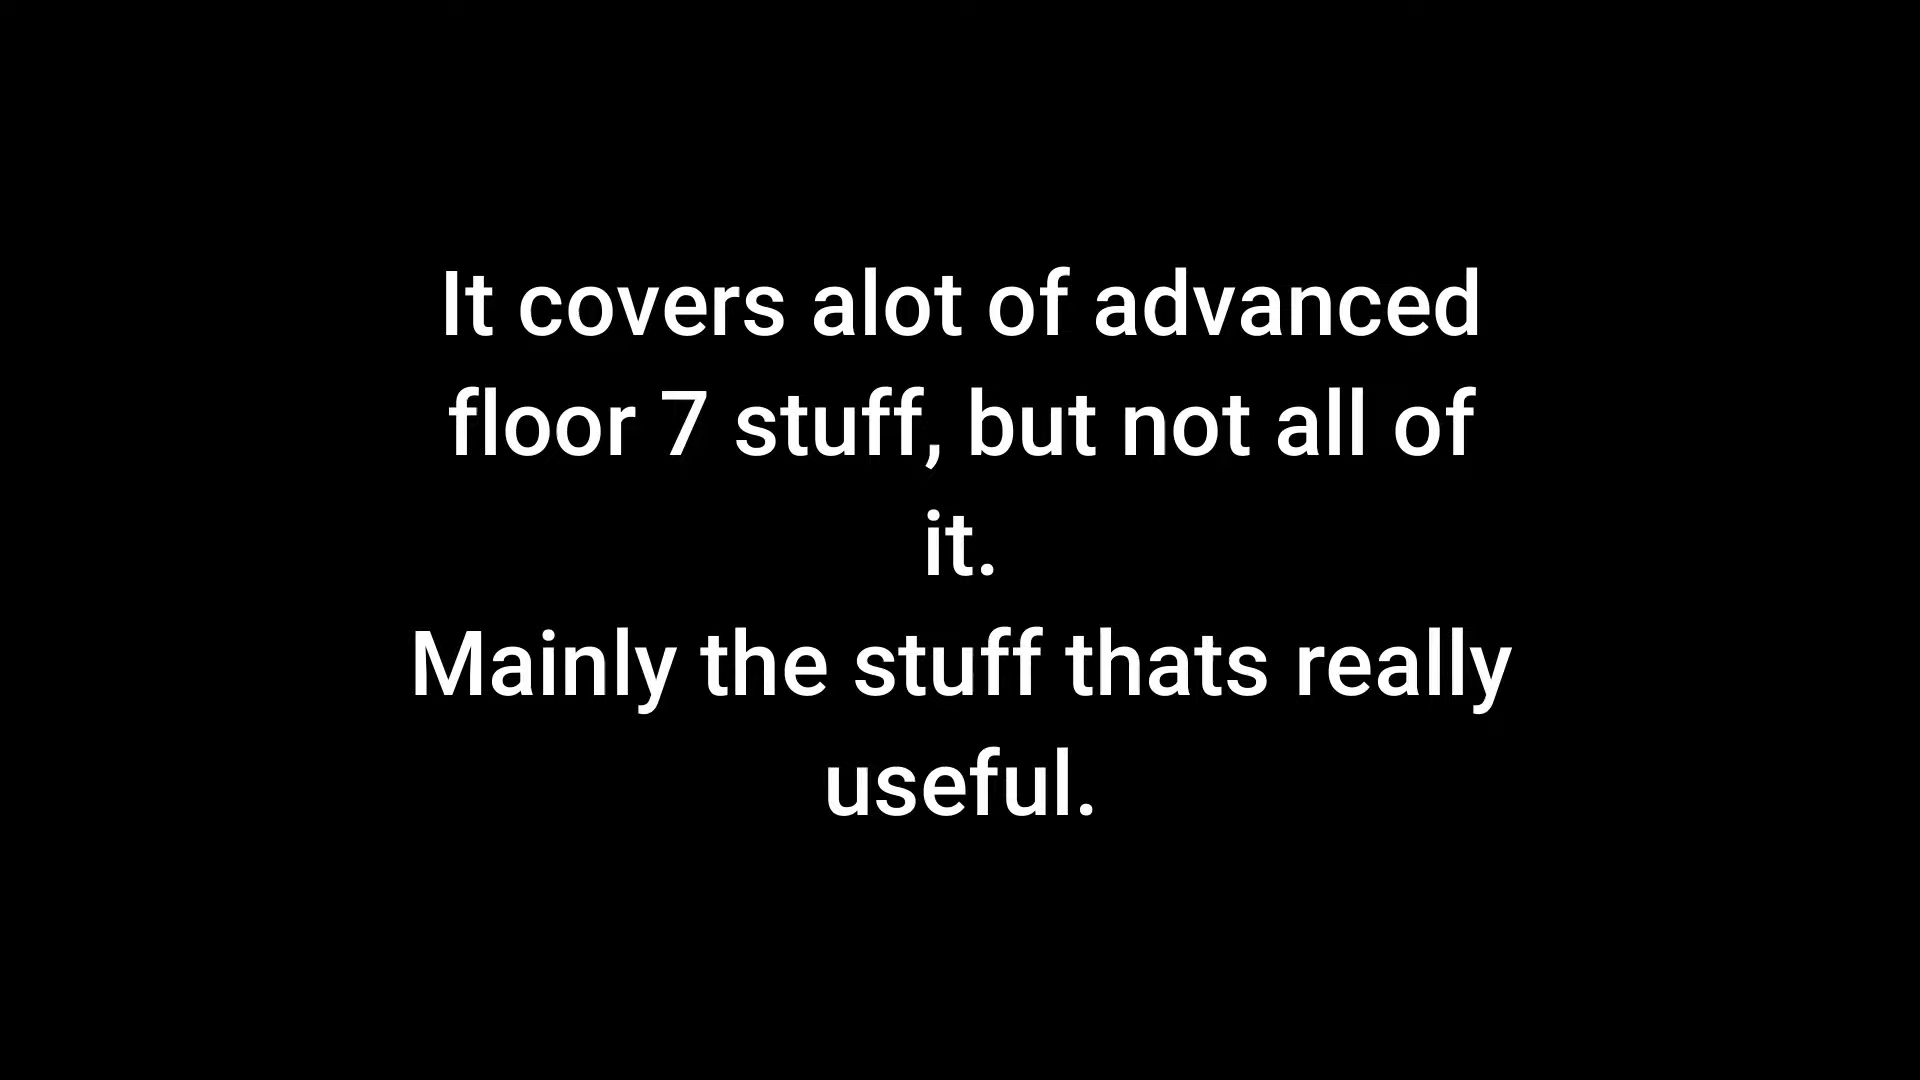 It covers alot of advanced
floor 7 stuff, but not all of
it.
Mainly the stuff thats really
useful.